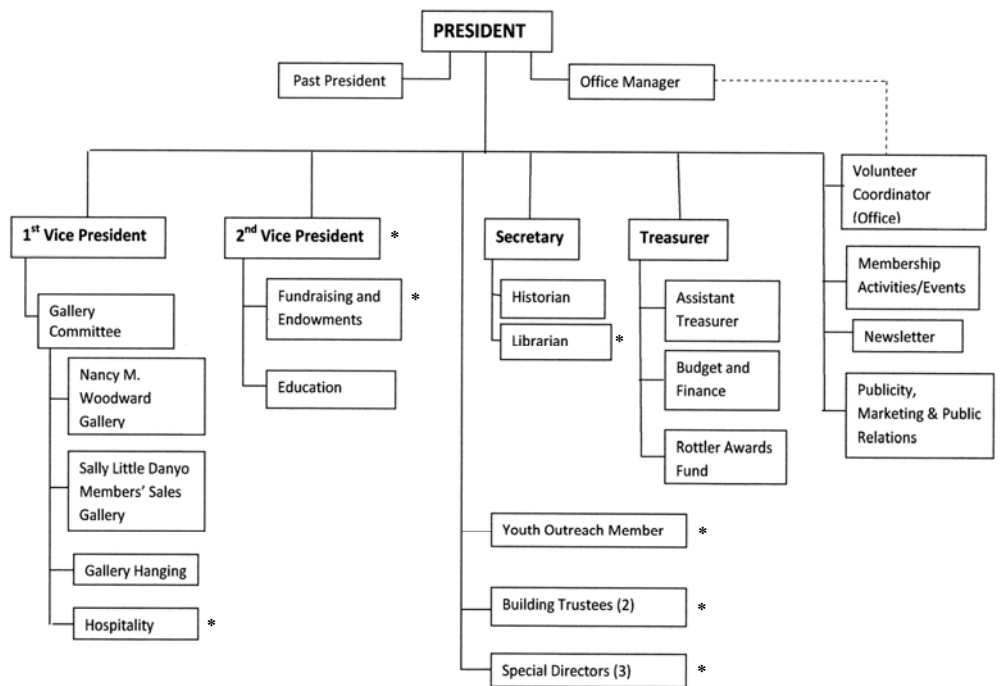 PRESIDENT
Past President
Office Manager
1st Vice President
2nd Vice President *
Secretary
Treasurer
Volunteer
Coordinator
(Office)
Gallery
Committee
Nancy M.
Woodward
Gallery
Sally Little Danyo
Members' Sales
Gallery
Gallery Hanging
Hospitality *
Fundraising and
Endowments *
Education
Historian
Librarian *
Assistant
Treasurer
Budget and
Finance
Rottler Awards
Fund
Membership
Activities/Events
Newsletter
Publicity,
Marketing & Public
Relations
Youth Outreach Member *
Building Trustees (2) *
Special Directors (3) *